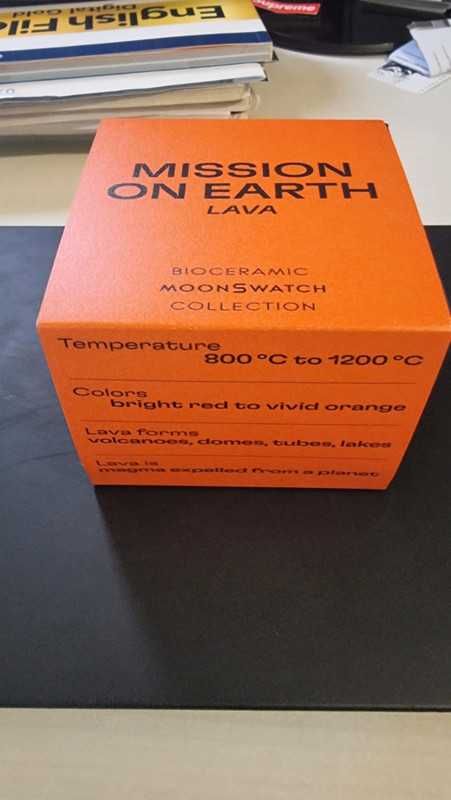 English File
Digital Gold
MISSION
ON EARTH
LAVA
BIOCERAMIC
MOONSWATCH
COLLECTION
Temperature
800 °C to 1200 °C
Colors
bright red to vivid orange
Lava forms
volcanoes, domes, tubes, lakes
Lava is
magma expelled from a planet